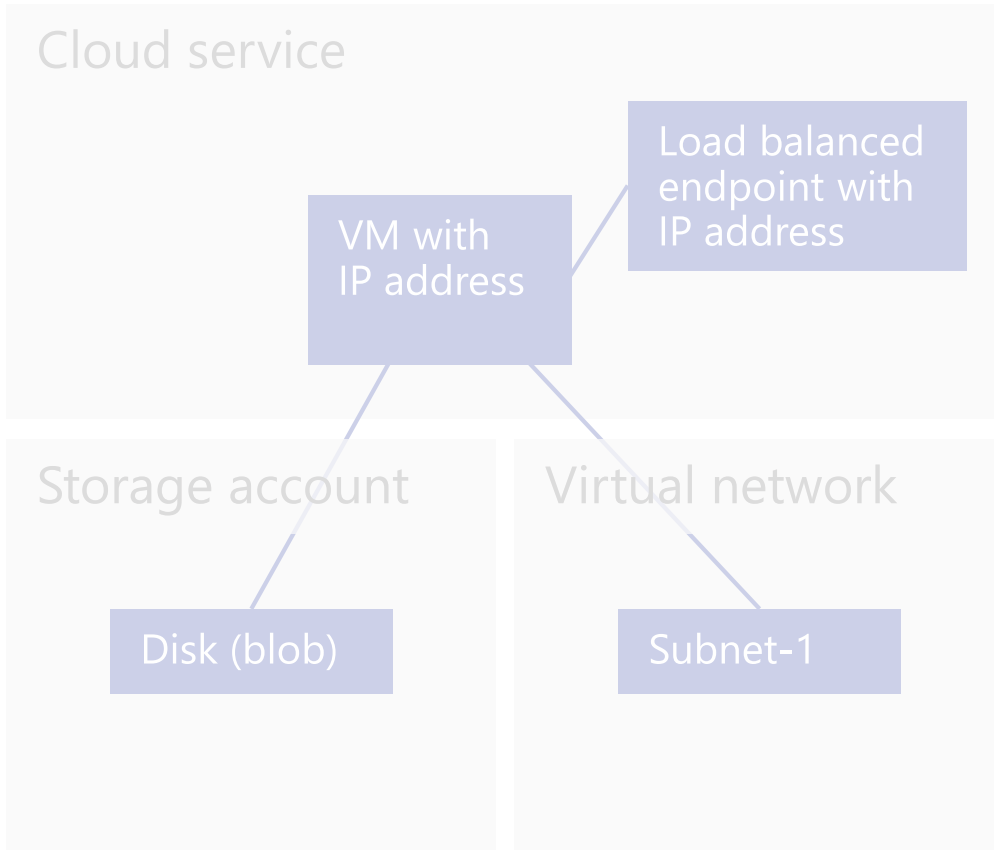 Cloud service
Load balanced
endpoint with
IP address
VM with
IP address
Storage account
Virtual network
Disk (blob)
Subnet-1